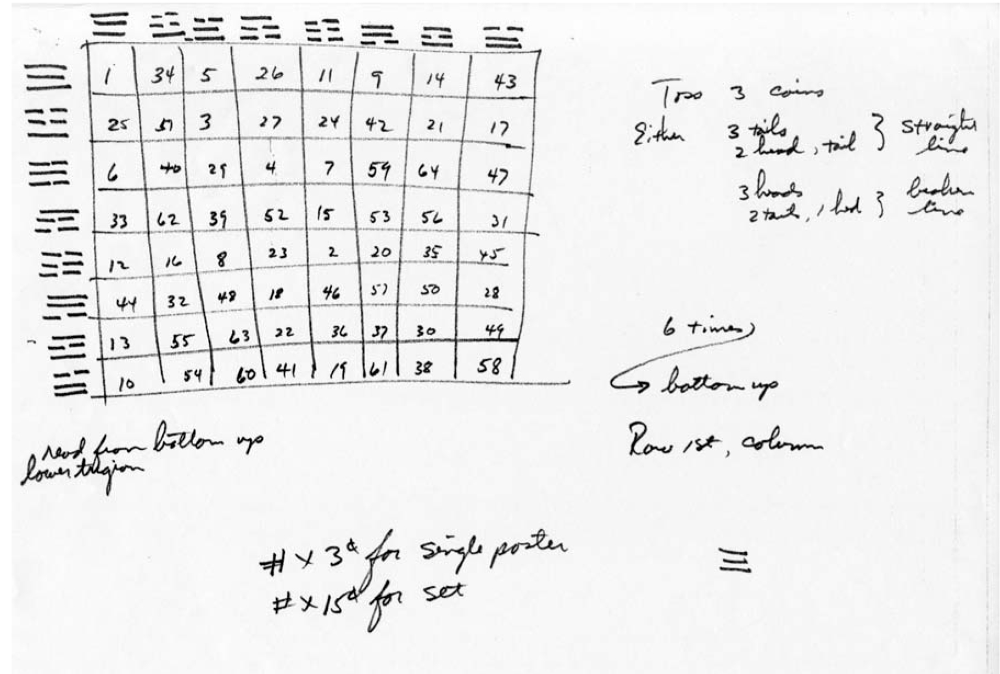 1 34 5 26 11 9 14 43
25 51 3 27 24 42 21 17
6 40 29 4 7 59 64 47
33 62 39 52 15 53 56 31
12 16 8 23 2 20 35 45
44 32 48 18 46 57 50 28
13 55 63 22 36 37 30 49
10 54 60 41 19 61 38 58
read from bottom up
lower trigion
Toss 3 coins
Either 3 tails } straight
2 head, tail line
3 heads } broken
2 tails, 1 hed line
6 times
→ bottom up
Row 1st, column
# x 3¢ for single poster
# x 15¢ for set